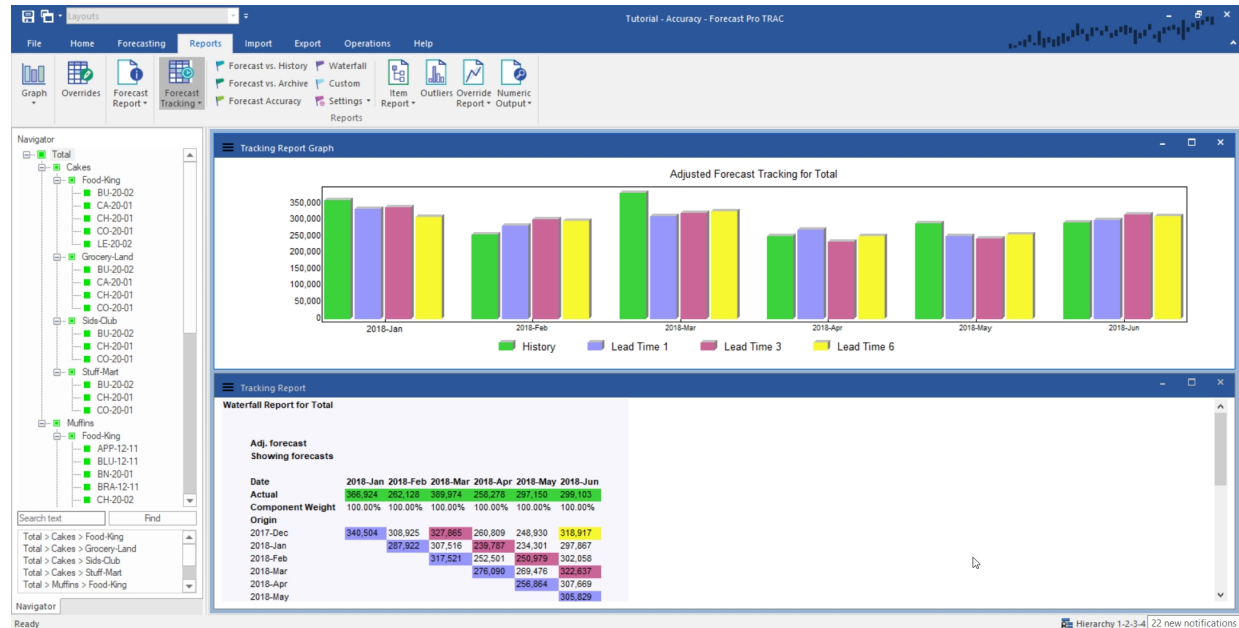 Layouts
Tutorial - Accuracy - Forecast Pro TRAC
File Home Forecasting Reports Import Export Operations Help
Graph
Overrides
Forecast
Report
Forecast
Tracking
Forecast vs. History
Waterfall
Forecast vs. Archive
Custom
Forecast Accuracy
Settings
Item
Report
Outliers
Override
Report
Numeric
Output
Reports
Navigator
Total
Cakes
Food-King
BU-20-02
CA-20-01
CH-20-01
CO-20-01
LE-20-02
Grocery-Land
BU-20-02
CA-20-01
CH-20-01
CO-20-01
Sids-Club
BU-20-02
CH-20-01
CO-20-01
Stuff-Mart
BU-20-02
CH-20-01
CO-20-01
Muffins
Food-King
APP-12-11
BLU-12-11
BN-20-01
BRA-12-11
CH-20-02
Search text
Find
Total > Cakes > Food-King
Total > Cakes > Grocery-Land
Total > Cakes > Sids-Club
Total > Cakes > Stuff-Mart
Total > Muffins > Food-King
Navigator
Tracking Report Graph
Adjusted Forecast Tracking for Total
350,000
300,000
250,000
200,000
150,000
100,000
50,000
0
2018-Jan 2018-Feb 2018-Mar 2018-Apr 2018-May 2018-Jun
History Lead Time 1 Lead Time 3 Lead Time 6
Tracking Report
Waterfall Report for Total
Adj. forecast
Showing forecasts
Date 2018-Jan 2018-Feb 2018-Mar 2018-Apr 2018-May 2018-Jun
Actual 366,924 262,128 389,974 258,278 297,150 299,103
Component Weight 100.00% 100.00% 100.00% 100.00% 100.00% 100.00%
Origin
2017-Dec 340,504 308,925 327,865 260,809 248,930 318,917
2018-Jan 287,922 307,516 239,787 234,301 297,867
2018-Feb 317,521 252,501 250,979 302,058
2018-Mar 276,090 269,476 322,637
2018-Apr 256,864 307,669
2018-May 305,829
Ready
Hierarchy 1-2-3-4
22 new notifications